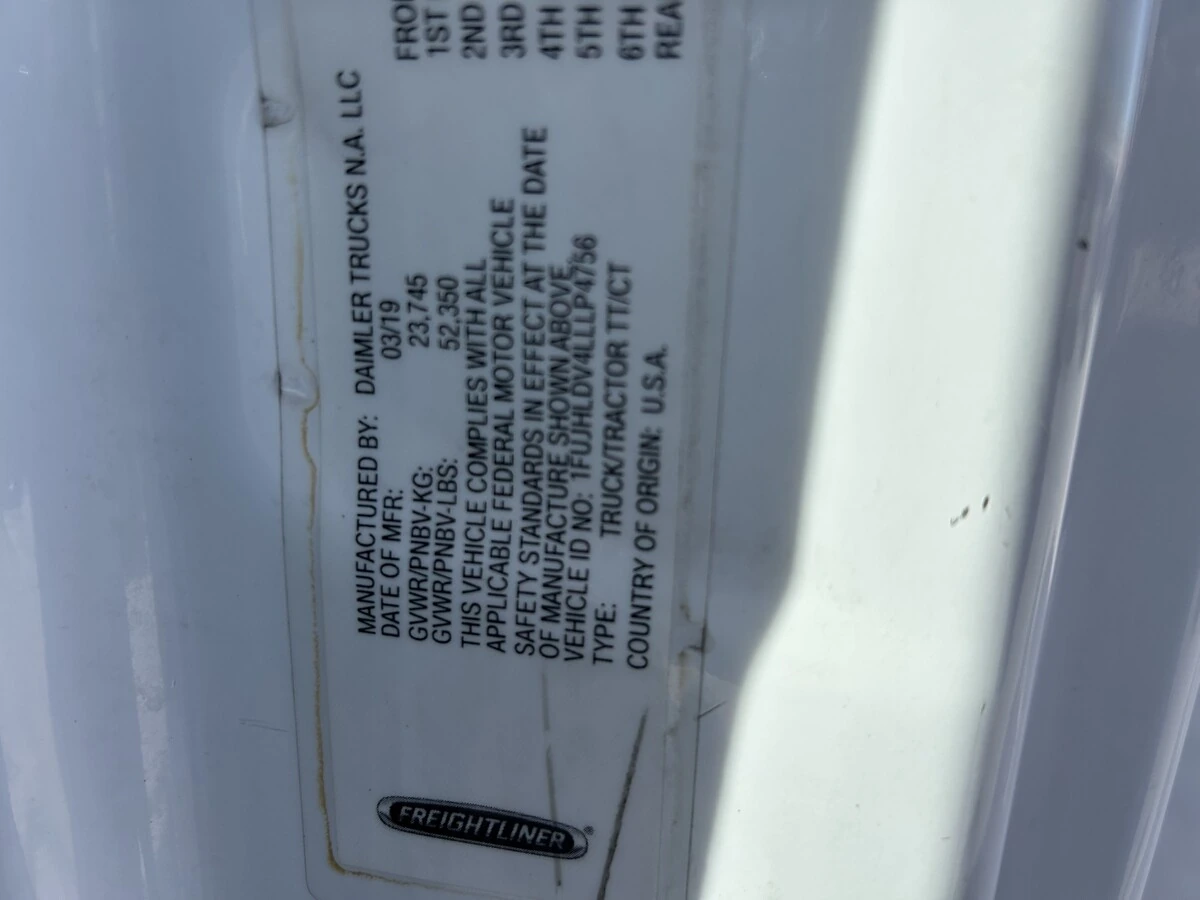 FREIGHTLINER®
MANUFACTURED BY: DAIMLER TRUCKS N.A. LLC
DATE OF MFR: 03/19
GVWR/PNBV-KG: 23,745
GVWR/PNBV-LBS: 52,350
THIS VEHICLE COMPLIES WITH ALL
APPLICABLE FEDERAL MOTOR VEHICLE
SAFETY STANDARDS IN EFFECT AT THE DATE
OF MANUFACTURE SHOWN ABOVE.
VEHICLE ID NO: 1FUJHLDV4LLLP4756
TYPE: TRUCK/TRACTOR TT/CT
COUNTRY OF ORIGIN: U.S.A.
1ST
2ND
3RD
4TH
5TH
6TH